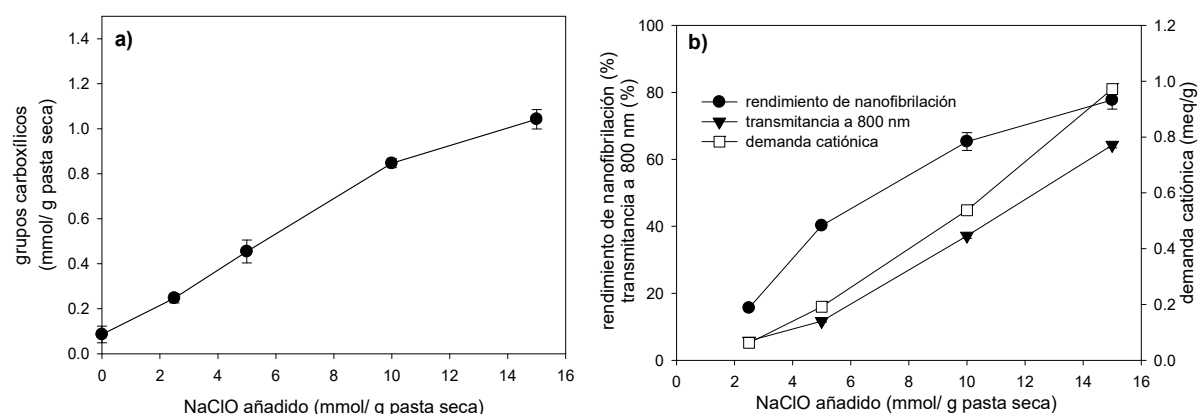 a)
1.4
1.2
1.0
0.8
0.6
0.4
0.2
0.0
grupos carboxílicos
(mmol/ g pasta seca)
0 2 4 6 8 10 12 14 16
NaClO añadido (mmol/ g pasta seca)
b)
100
80
60
40
20
0
rendimiento de nanofibrilación (%)
transmitancia a 800 nm (%)
rendimiento de nanofibrilación
transmitancia a 800 nm
demanda catiónica
1.2
1.0
0.8
0.6
0.4
0.2
0.0
demanda catiónica (meq/g)
0 2 4 6 8 10 12 14 16
NaClO añadido (mmol/ g pasta seca)